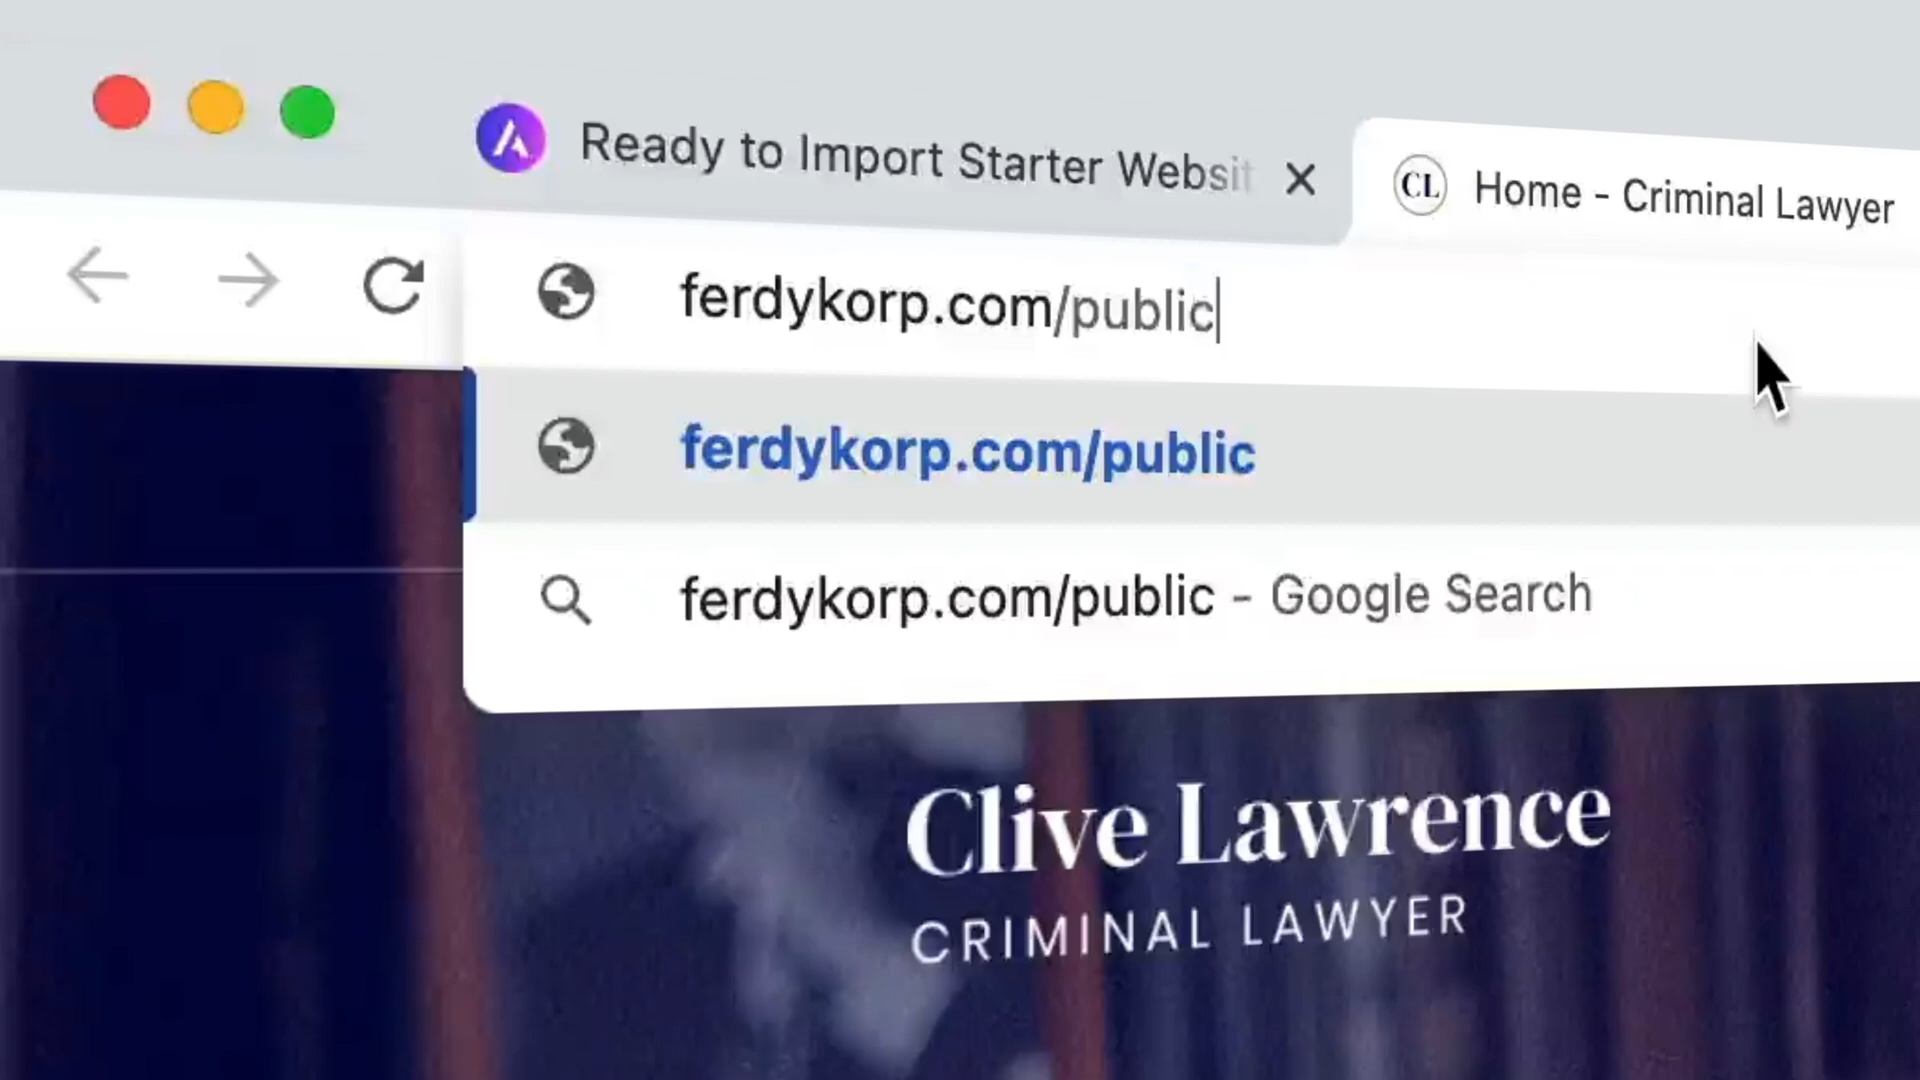 Ready to Import Starter Websit
CL Home - Criminal Lawyer
ferdykorp.com/public
ferdykorp.com/public
ferdykorp.com/public - Google Search
Clive Lawrence
CRIMINAL LAWYER